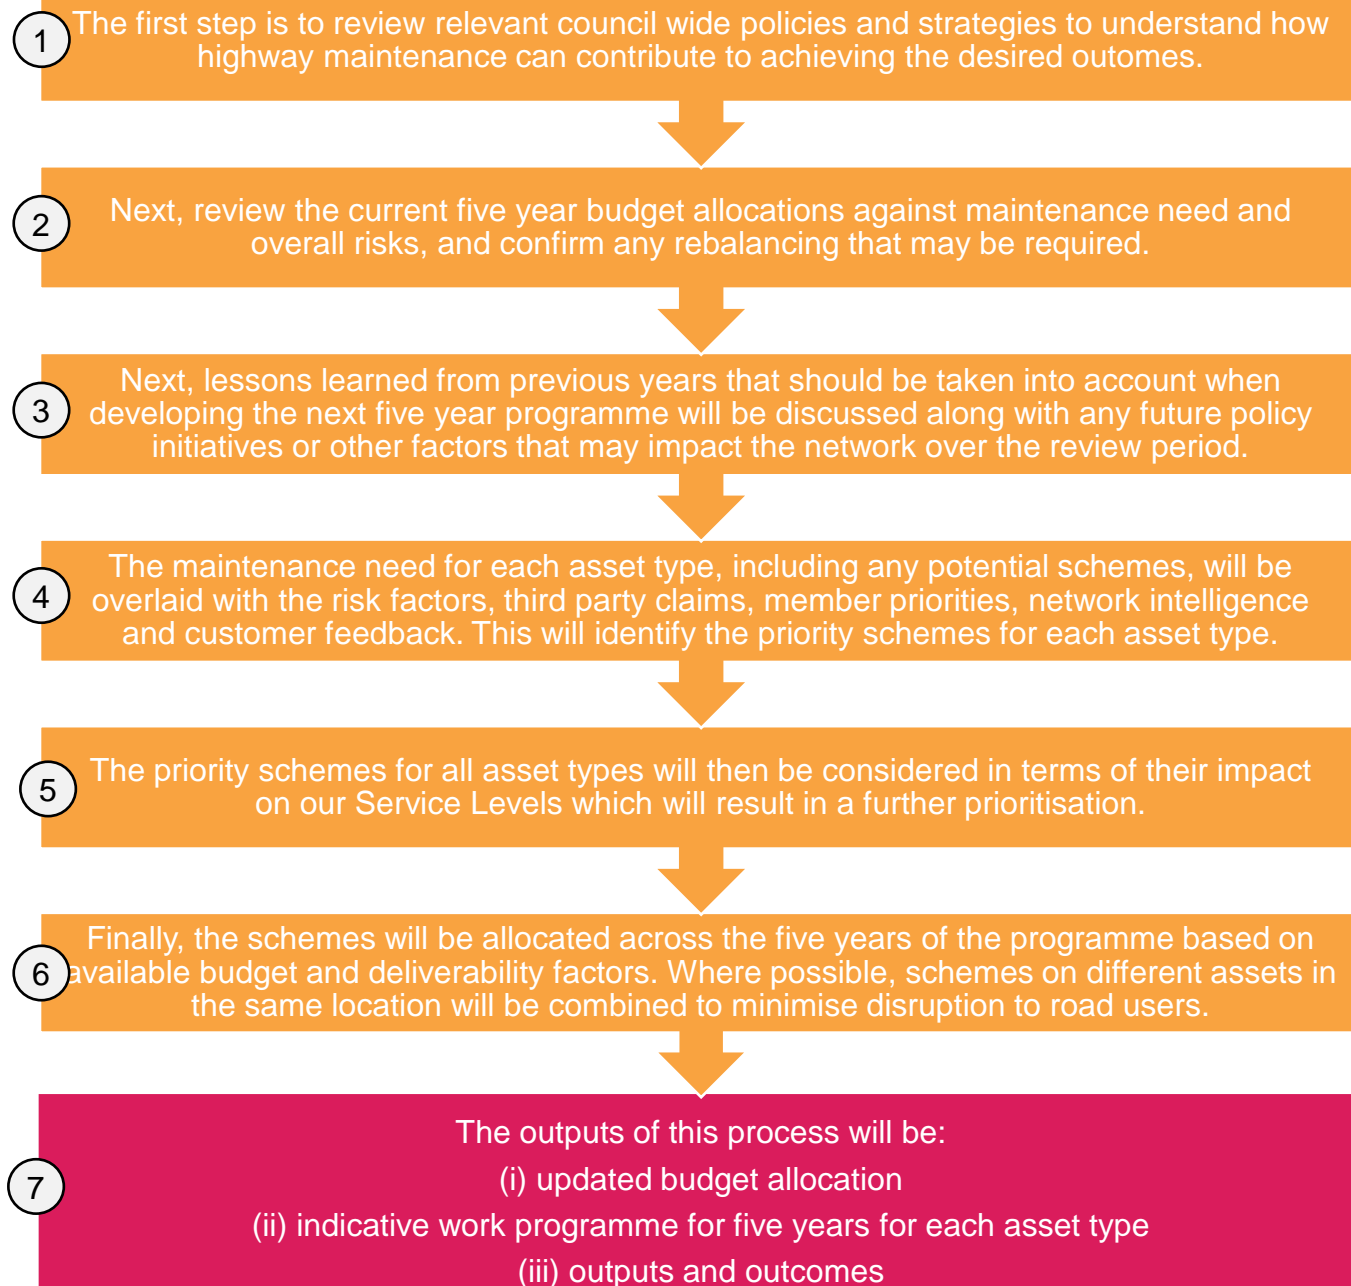 1
The first step is to review relevant council wide policies and strategies to understand how
highway maintenance can contribute to achieving the desired outcomes.
2
Next, review the current five year budget allocations against maintenance need and
overall risks, and confirm any rebalancing that may be required.
3
Next, lessons learned from previous years that should be taken into account when
developing the next five year programme will be discussed along with any future policy
initiatives or other factors that may impact the network over the review period.
4
The maintenance need for each asset type, including any potential schemes, will be
overlaid with the risk factors, third party claims, member priorities, network intelligence
and customer feedback. This will identify the priority schemes for each asset type.
5
The priority schemes for all asset types will then be considered in terms of their impact
on our Service Levels which will result in a further prioritisation.
6
Finally, the schemes will be allocated across the five years of the programme based on
available budget and deliverability factors. Where possible, schemes on different assets in
the same location will be combined to minimise disruption to road users.
7
The outputs of this process will be:
(i) updated budget allocation
(ii) indicative work programme for five years for each asset type
(iii) outputs and outcomes